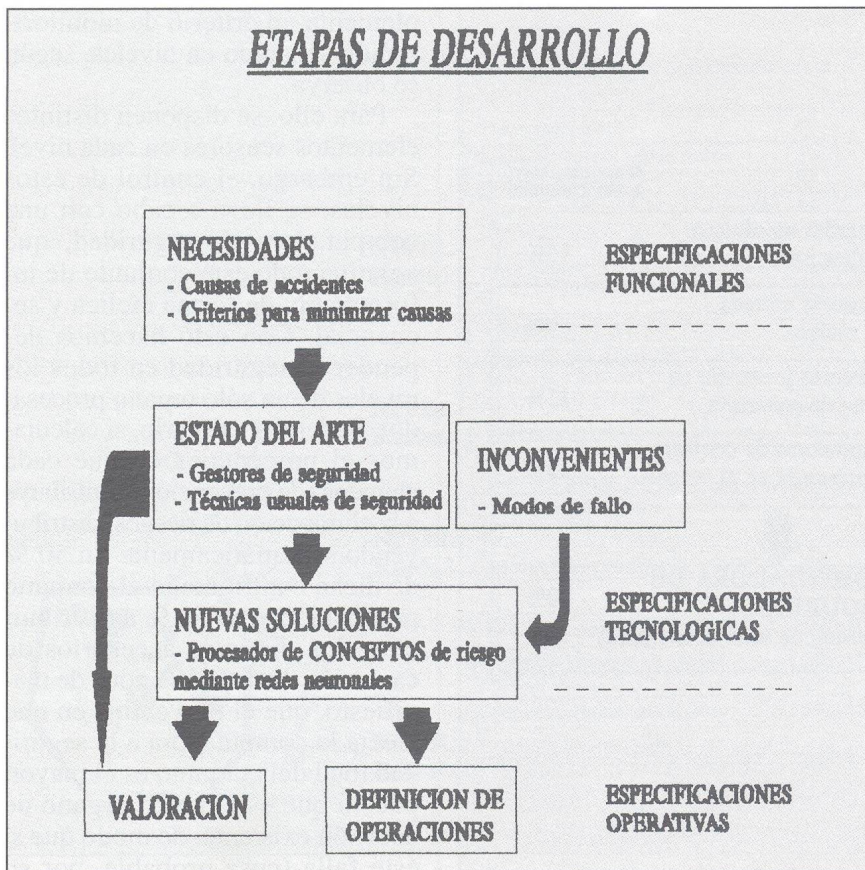 ETAPAS DE DESARROLLO
NECESIDADES
- Causas de accidentes
- Criterios para minimizar causas
ESPECIFICACIONES
FUNCIONALES
ESTADO DEL ARTE
- Gestores de seguridad
- Técnicas usuales de seguridad
INCONVENIENTES
- Modos de fallo
NUEVAS SOLUCIONES
- Procesador de CONCEPTOS de riesgo
mediante redes neuronales
ESPECIFICACIONES
TECNOLOGICAS
VALORACION
DEFINICION DE
OPERACIONES
ESPECIFICACIONES
OPERATIVAS